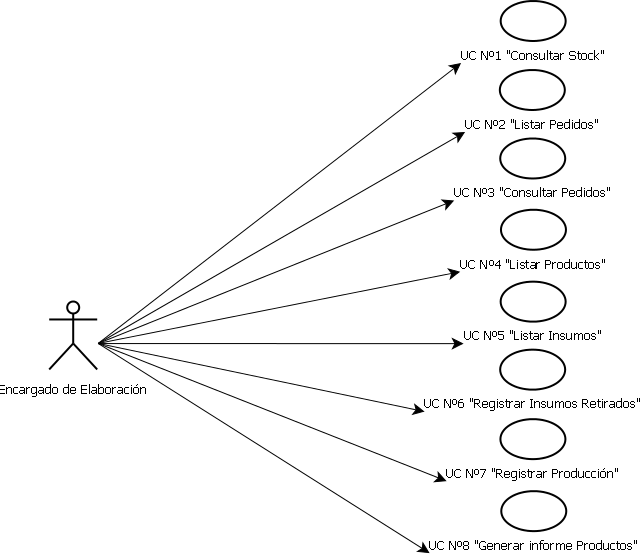 UC Nº1 "Consultar Stock"
UC Nº2 "Listar Pedidos"
UC Nº3 "Consultar Pedidos"
UC Nº4 "Listar Productos"
UC Nº5 "Listar Insumos"
Encargado de Elaboración
UC Nº6 "Registrar Insumos Retirados"
UC Nº7 "Registrar Producción"
UC Nº8 "Generar informe Productos"